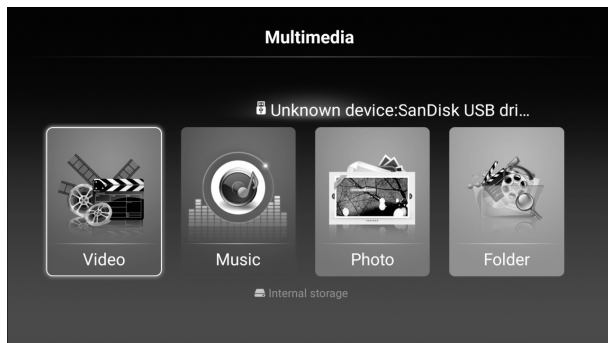 Multimedia
Unknown device:SanDisk USB dri...
Video
Music
Photo
Folder
Internal storage